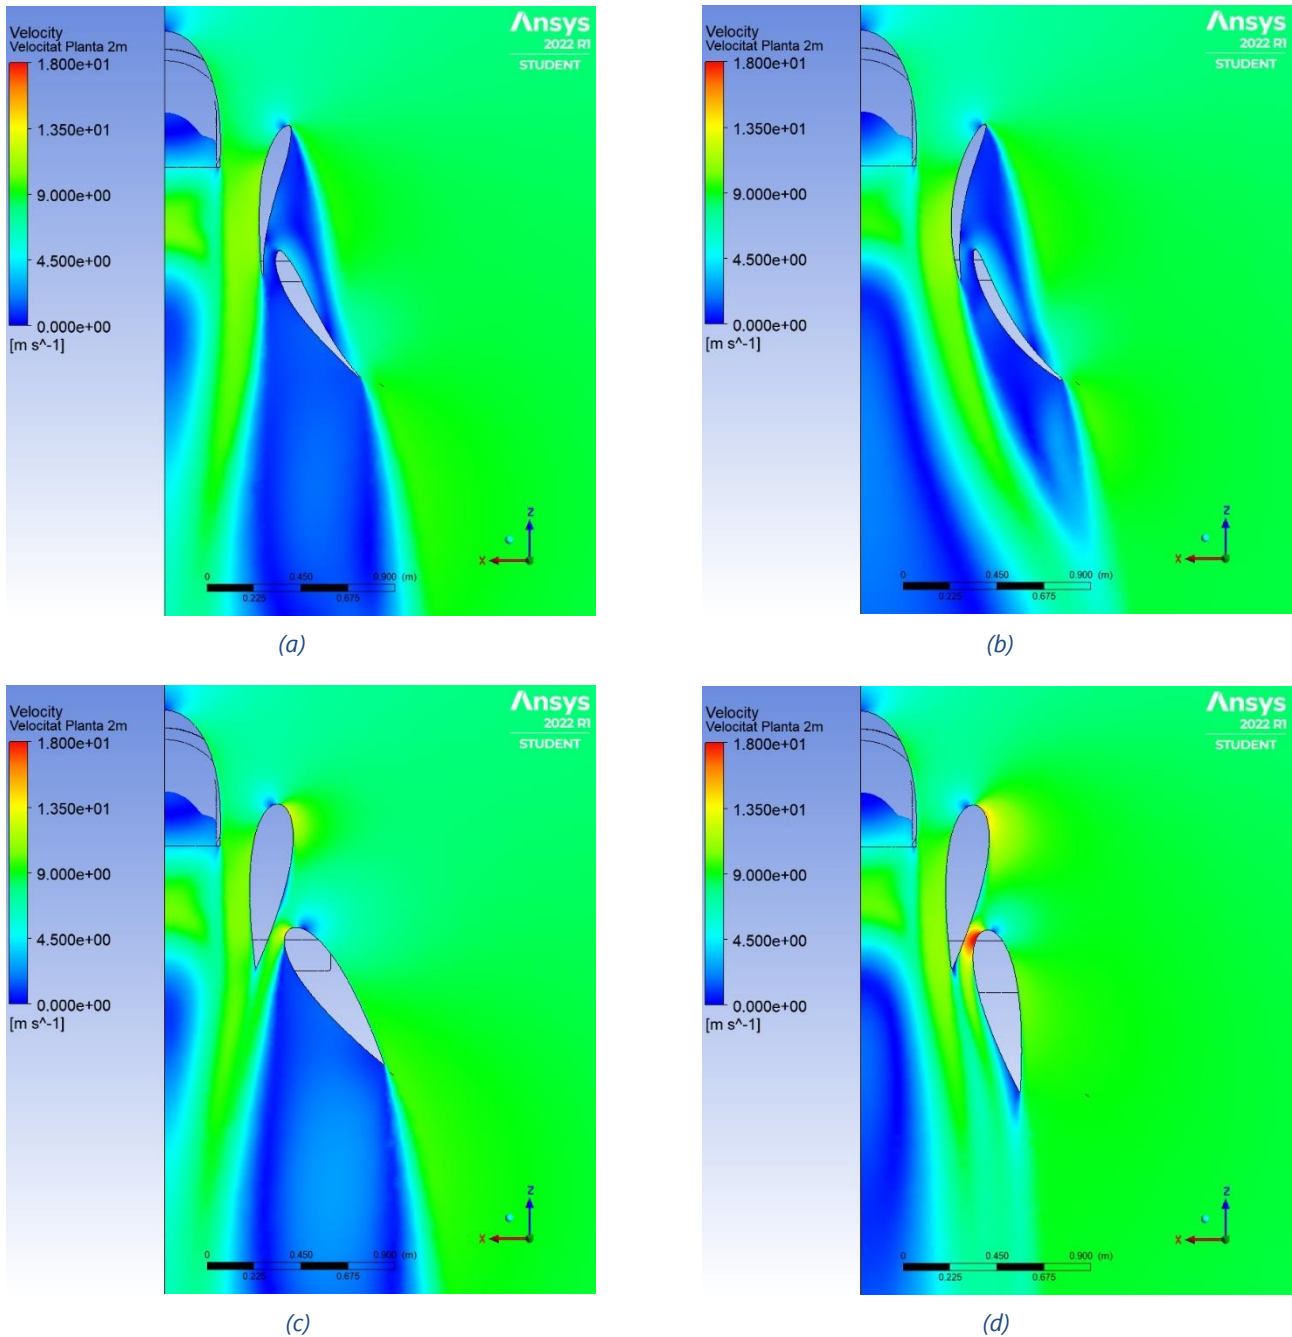 Velocity
Velocitat Planta 2m
1.800e+01
1.350e+01
9.000e+00
4.500e+00
0.000e+00
[m s^-1]
Ansys
2022 R1
STUDENT
Z
X
0
0.450
0.900
(m)
0.225
0.675
(a)
Velocity
Velocitat Planta 2m
1.800e+01
1.350e+01
9.000e+00
4.500e+00
0.000e+00
[m s^-1]
Ansys
2022 R1
STUDENT
Z
X
0
0.450
0.900
(m)
0.225
0.675
(b)
Velocity
Velocitat Planta 2m
1.800e+01
1.350e+01
9.000e+00
4.500e+00
0.000e+00
[m s^-1]
Ansys
2022 R1
STUDENT
Z
X
0
0.450
0.900
(m)
0.225
0.675
(c)
Velocity
Velocitat Planta 2m
1.800e+01
1.350e+01
9.000e+00
4.500e+00
0.000e+00
[m s^-1]
Ansys
2022 R1
STUDENT
Z
X
0
0.450
0.900
(m)
0.225
0.675
(d)